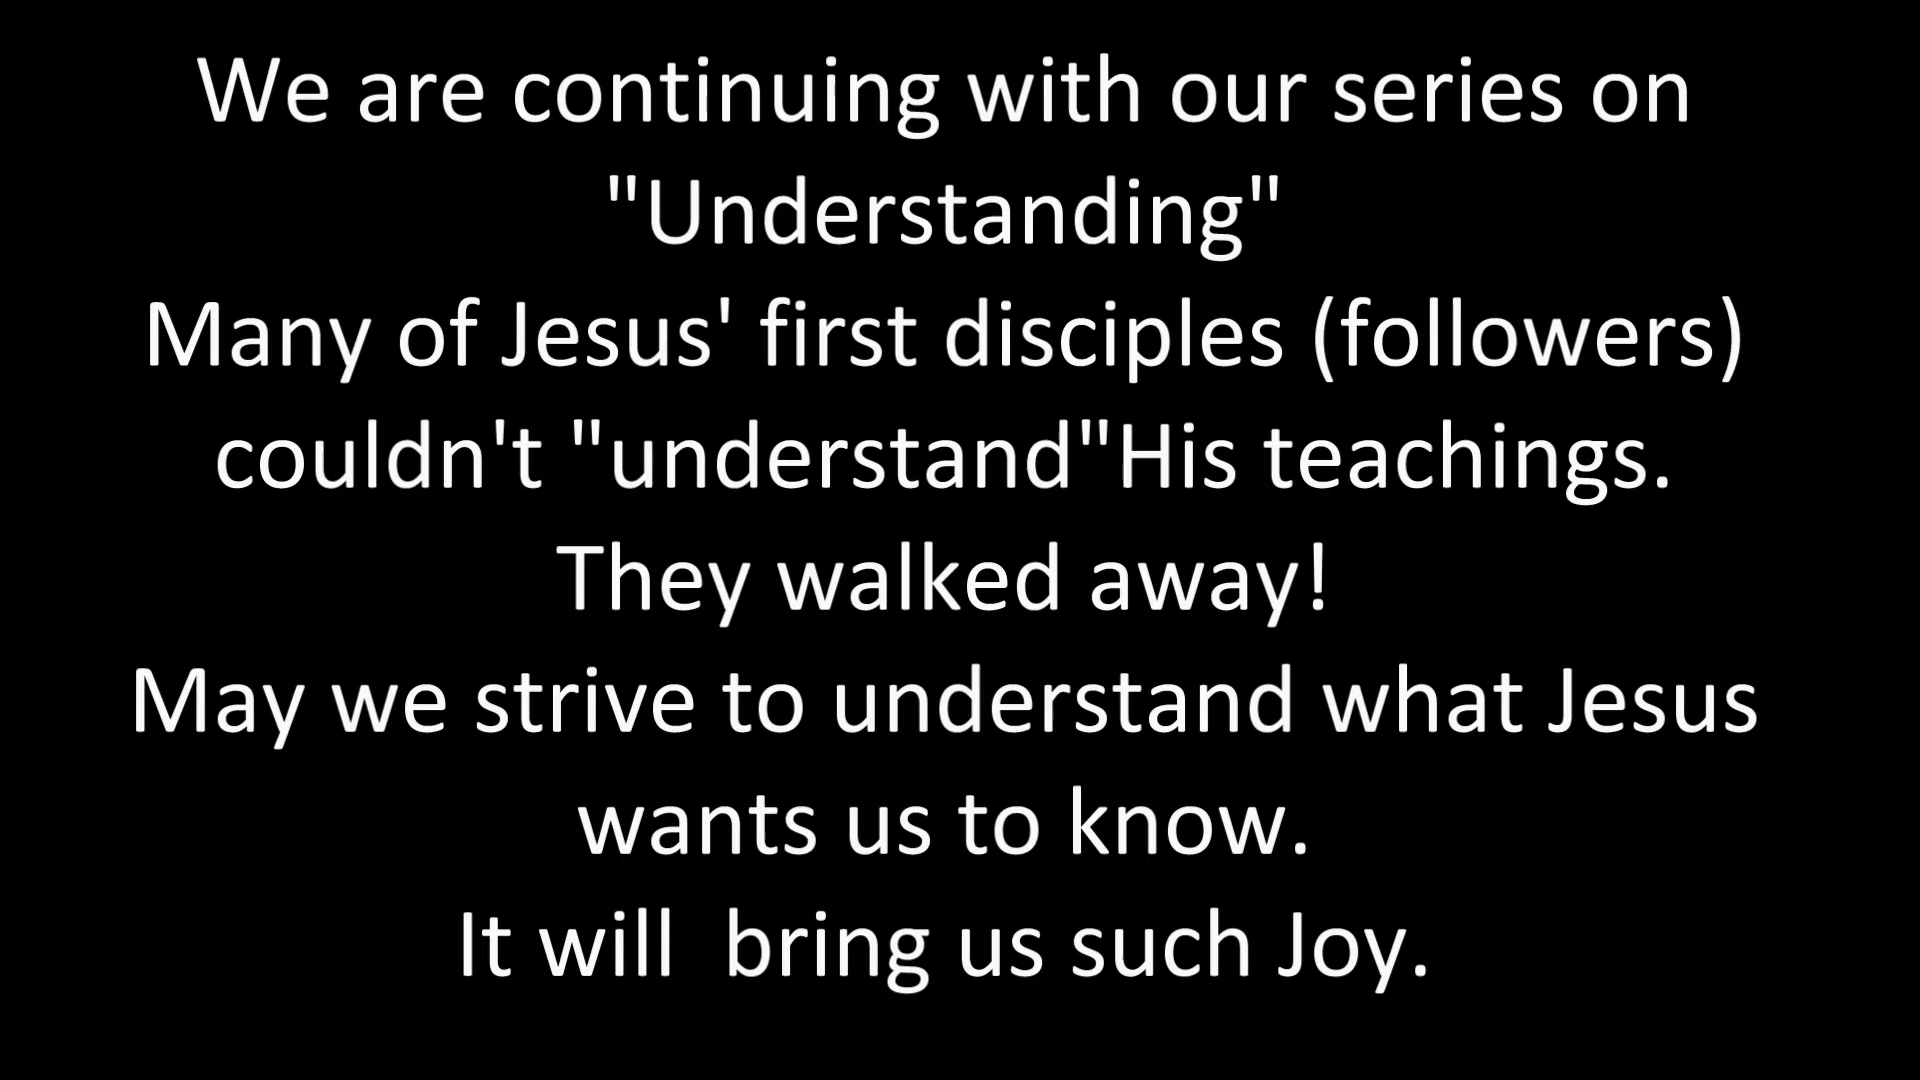 We are continuing with our series on
"Understanding"
Many of Jesus' first disciples (followers)
couldn't "understand"His teachings.
They walked away!
May we strive to understand what Jesus
wants us to know.
It will  bring us such Joy.